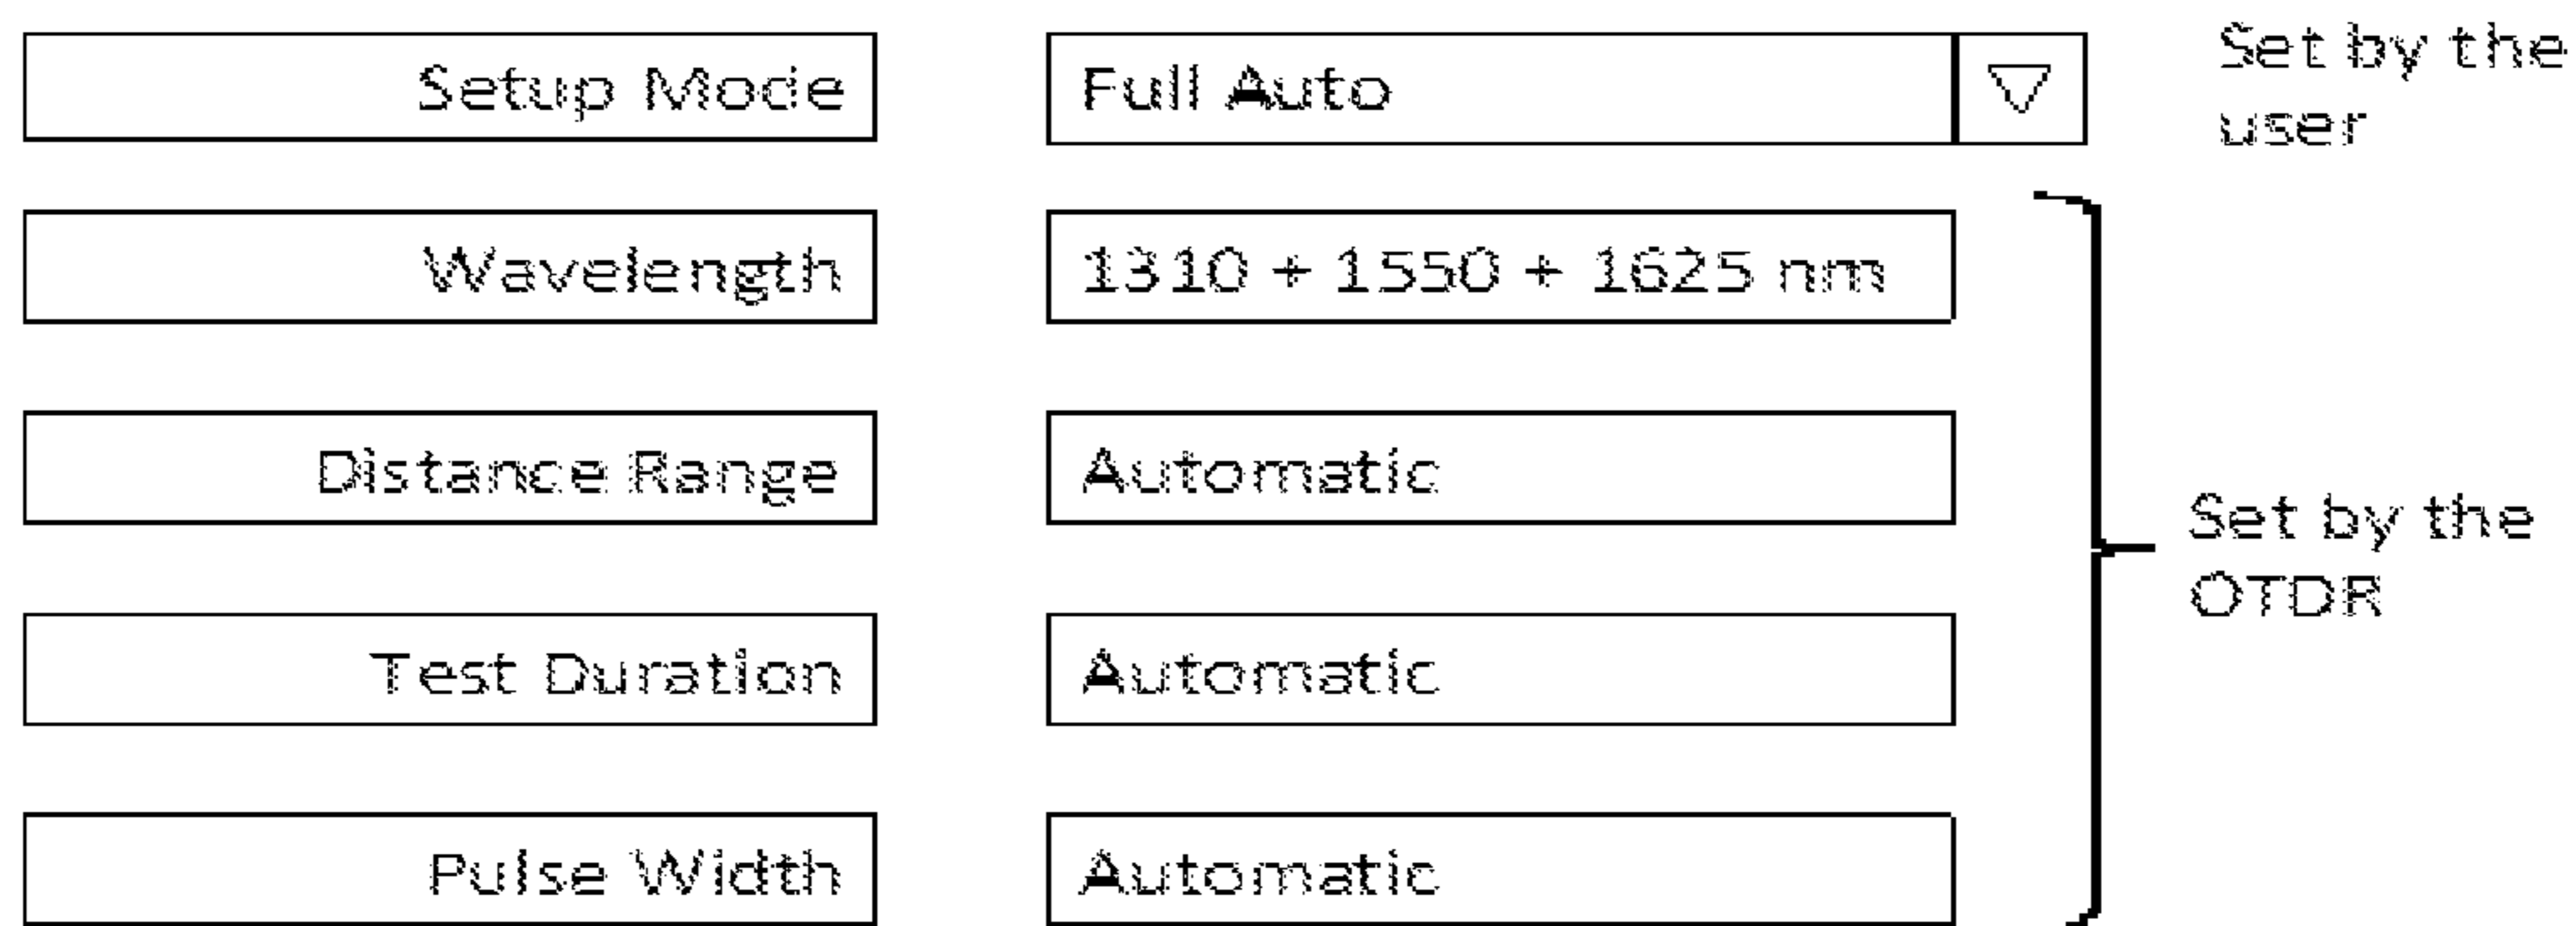 Setup Mode Full Auto Set by the
user
Wavelength 1310 + 1550 + 1625 nm
Distance Range Automatic
Set by the
OTDR
Test Duration Automatic
Pulse Width Automatic